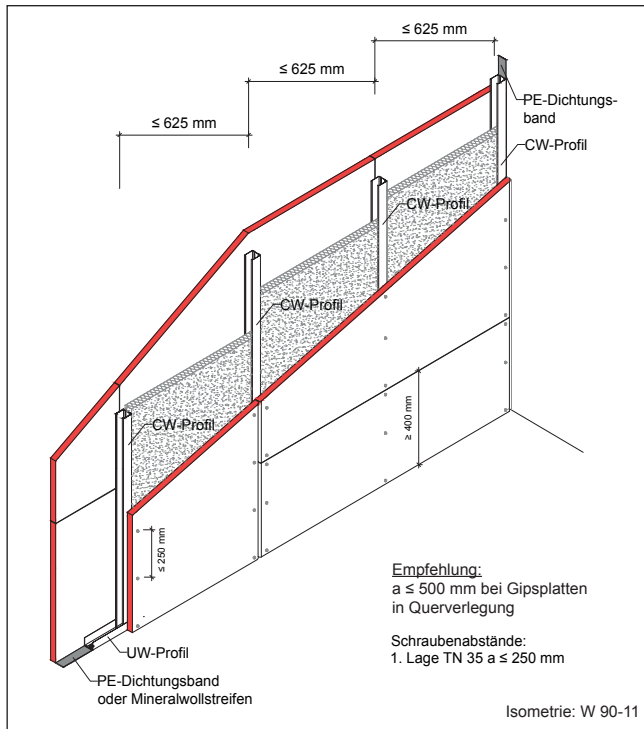 ≤ 625 mm
≤ 625 mm
≤ 625 mm
PE-Dichtungs-
band
CW-Profil
CW-Profil
CW-Profil
CW-Profil
≥ 400 mm
≤ 250 mm
Empfehlung:
a ≤ 500 mm bei Gipsplatten
in Querverlegung
Schraubenabstände:
1. Lage TN 35 a ≤ 250 mm
UW-Profil
PE-Dichtungsband
oder Mineralwollstreifen
Isometrie: W 90-11